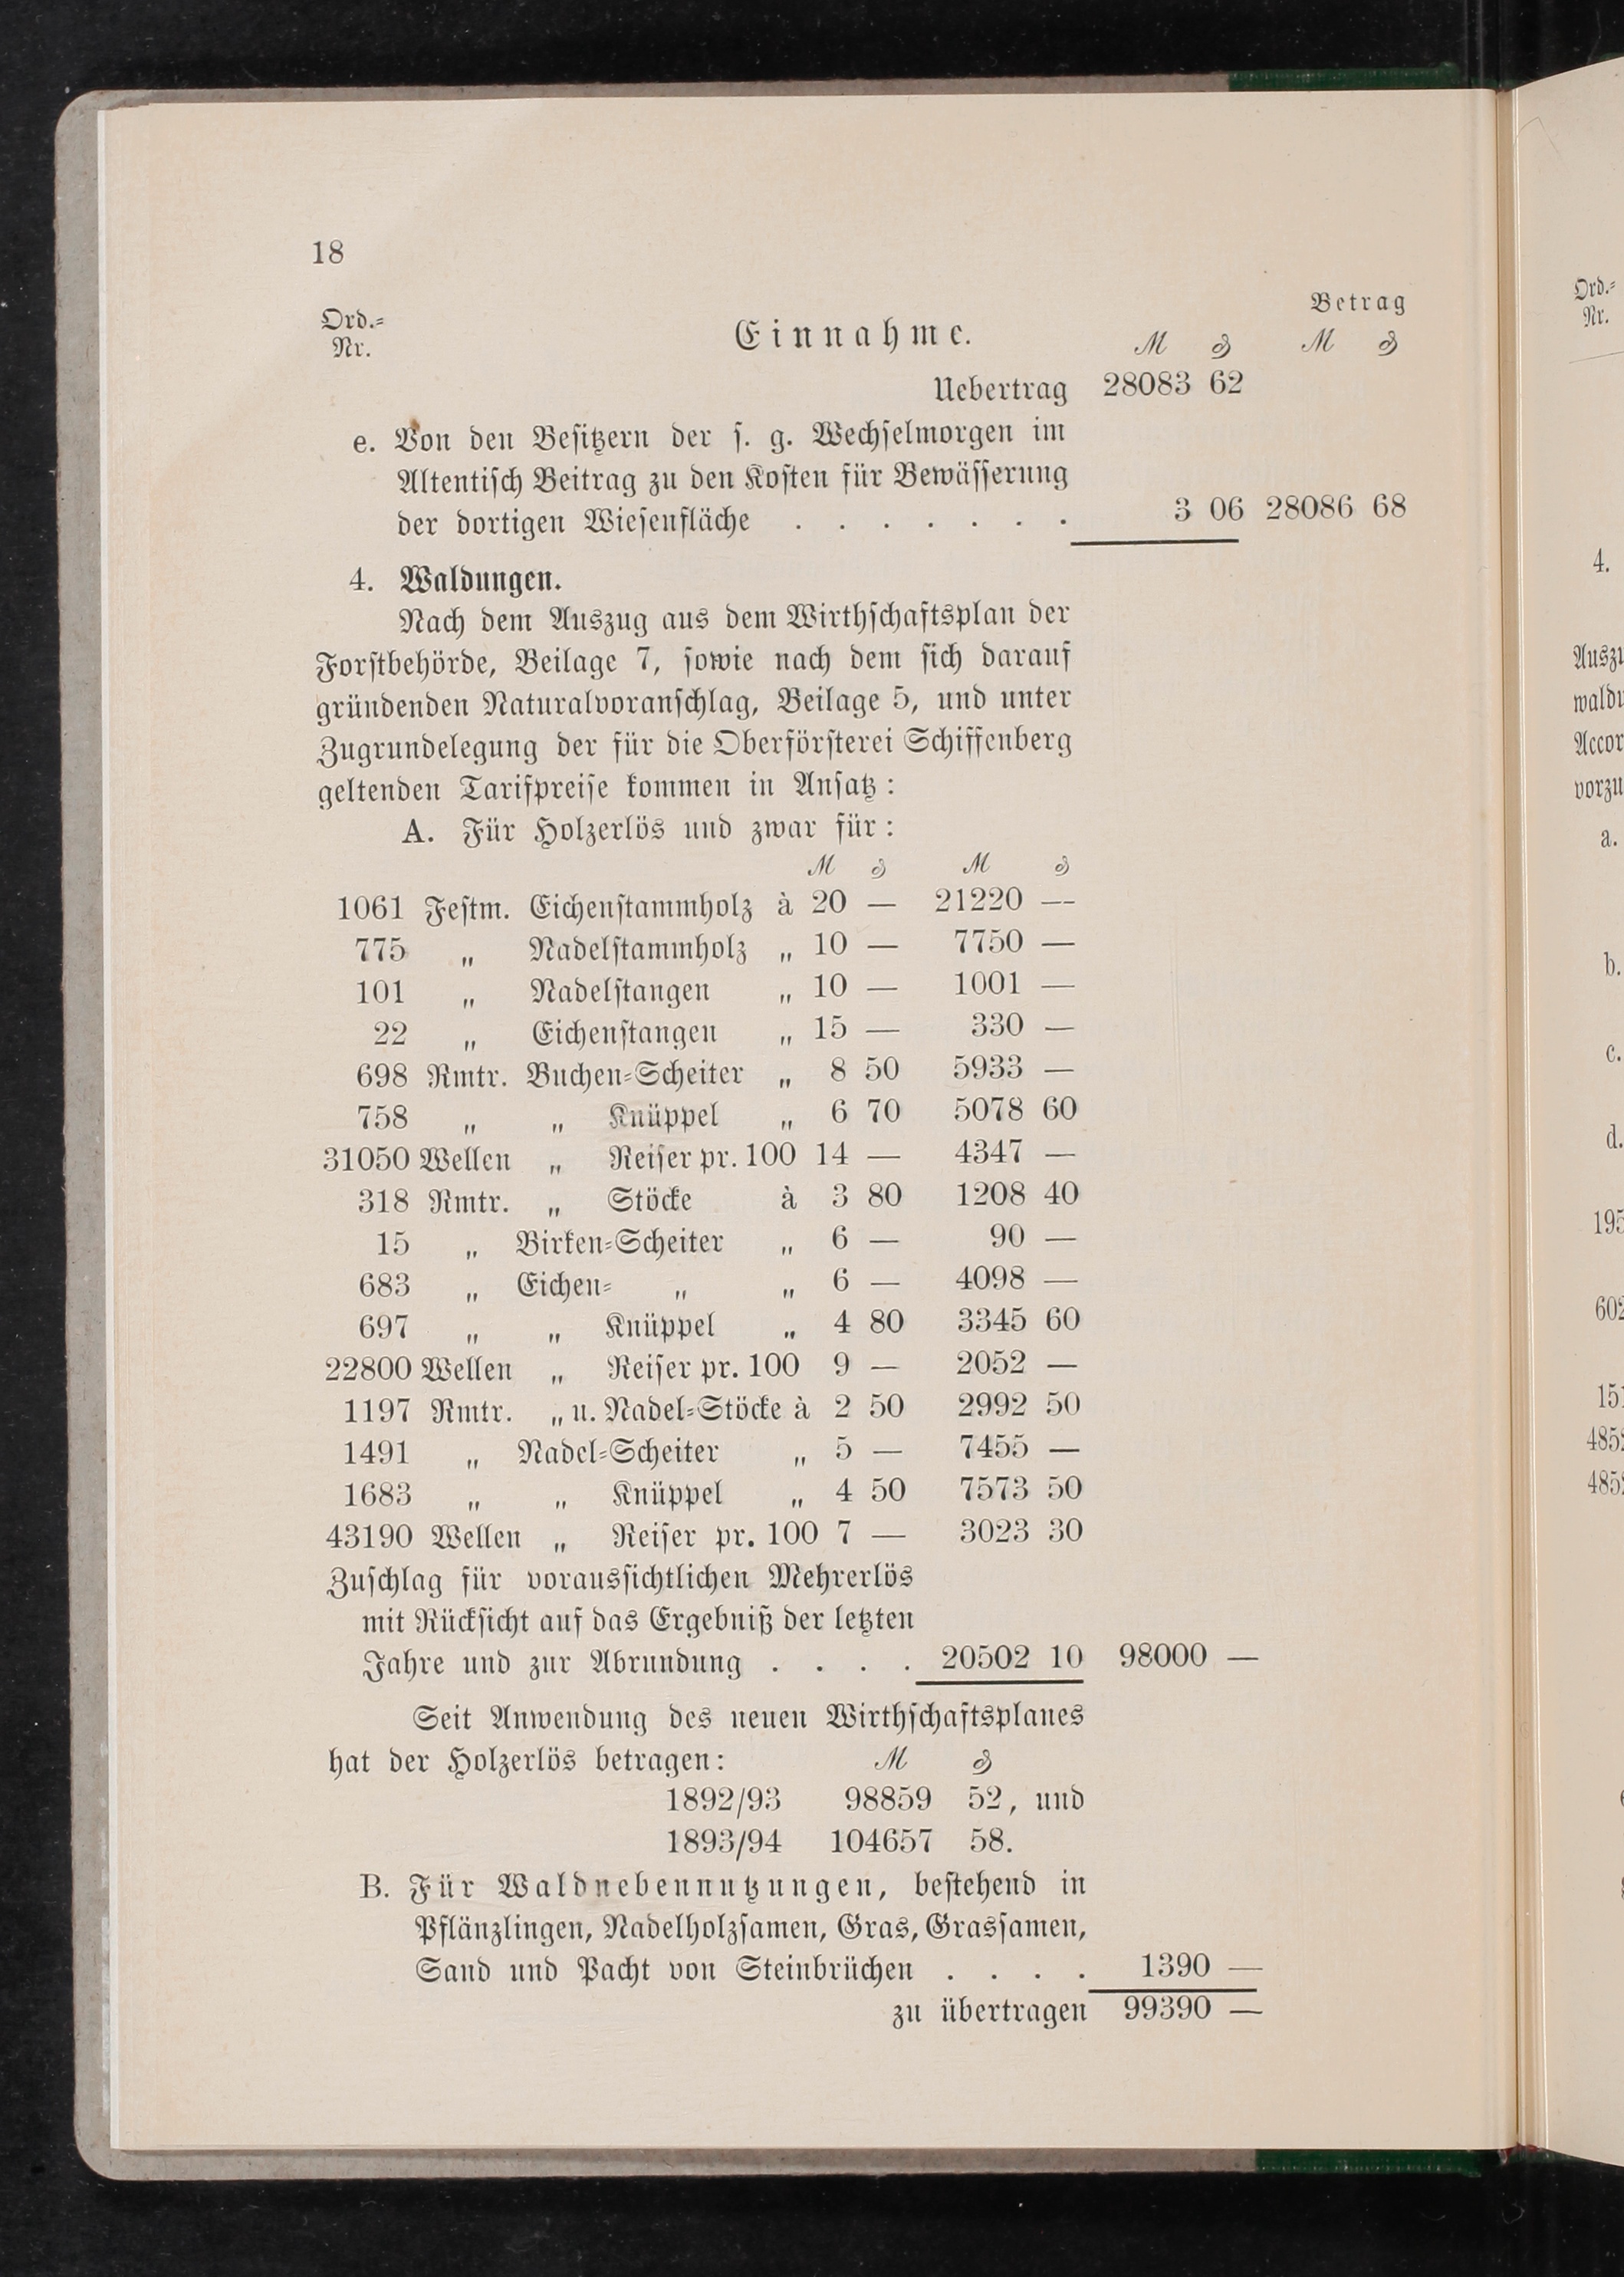 18
Ord.=
Nr.
Einnahme.
Betrag
ℳ ₰ ℳ ₰
Uebertrag 28083 62
e. Von den Besitzern der s. g. Wechselmorgen im
Altentisch Beitrag zu den Kosten für Bewässerung
der dortigen Wiesenfläche . . . . . . . 3 06 28086 68
4. Waldungen.
Nach dem Auszug aus dem Wirthschaftsplan der
Forstbehörde, Beilage 7, sowie nach dem sich darauf
gründenden Naturalvoranschlag, Beilage 5, und unter
Zugrundelegung der für die Oberförsterei Schiffenberg
geltenden Tarifpreise kommen in Ansatz:
A. Für Holzerlös und zwar für:
ℳ ₰ ℳ ₰
1061 Festm. Eichenstammholz à 20 — 21220 —
775 „ Nadelstammholz „ 10 — 7750 —
101 „ Nadelstangen „ 10 — 1001 —
22 „ Eichenstangen „ 15 — 330 —
698 Rmtr. Buchen=Scheiter „ 8 50 5933 —
758 „ „ Knüppel „ 6 70 5078 60
31050 Wellen „ Reiser pr. 100 14 — 4347 —
318 Rmtr. „ Stöcke à 3 80 1208 40
15 „ Birken=Scheiter „ 6 — 90 —
683 „ Eichen= „ „ 6 — 4098 —
697 „ „ Knüppel „ 4 80 3345 60
22800 Wellen „ Reiser pr. 100 9 — 2052 —
1197 Rmtr. „ u. Nadel=Stöcke à 2 50 2992 50
1491 „ Nadel=Scheiter „ 5 — 7455 —
1683 „ „ Knüppel „ 4 50 7573 50
43190 Wellen „ Reiser pr. 100 7 — 3023 30
Zuschlag für voraussichtlichen Mehrerlös
mit Rücksicht auf das Ergebniß der letzten
Jahre und zur Abrundung . . . . 20502 10 98000 —
Seit Anwendung des neuen Wirthschaftsplanes
hat der Holzerlös betragen: ℳ ₰
1892/93 98859 52, und
1893/94 104657 58.
B. Für Waldnebennutzungen, bestehend in
Pflänzlingen, Nadelholzsamen, Gras, Grassamen,
Sand und Pacht von Steinbrüchen . . . . 1390 —
zu übertragen 99390 —
Ord.=
Nr.
4.
a.
b.
c.
d.